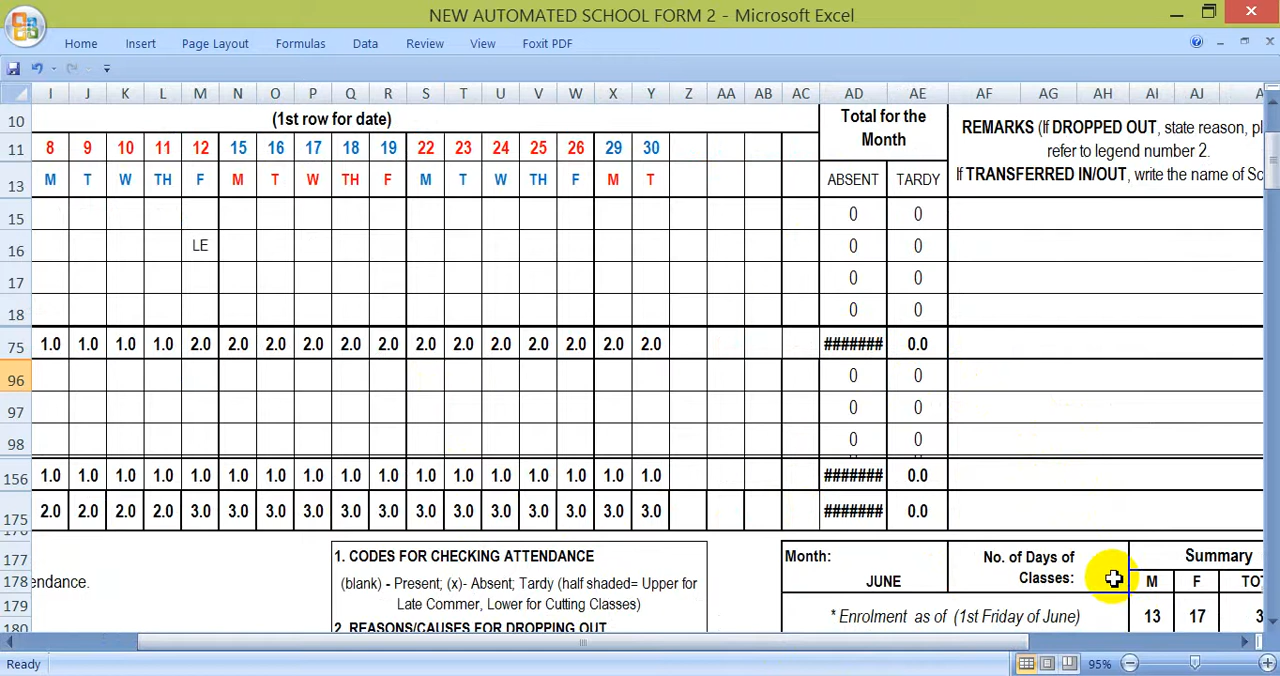 NEW AUTOMATED SCHOOL FORM 2 - Microsoft Excel
Home Insert Page Layout Formulas Data Review View Foxit PDF
I J K L M N O P Q R S T U V W X Y Z AA AB AC AD AE AF AG AH AI AJ
10 (1st row for date) Total for the Month REMARKS (If DROPPED OUT, state reason, pl
refer to legend number 2.
If TRANSFERRED IN/OUT, write the name of Sc
11 8 9 10 11 12 15 16 17 18 19 22 23 24 25 26 29 30
13 M T W TH F M T W TH F M T W TH F M T ABSENT TARDY
15 0 0
16 LE 0 0
17 0 0
18 0 0
75 1.0 1.0 1.0 1.0 2.0 2.0 2.0 2.0 2.0 2.0 2.0 2.0 2.0 2.0 2.0 2.0 2.0 ####### 0.0
96 0 0
97 0 0
98 0 0
156 1.0 1.0 1.0 1.0 1.0 1.0 1.0 1.0 1.0 1.0 1.0 1.0 1.0 1.0 1.0 1.0 1.0 ####### 0.0
175 2.0 2.0 2.0 2.0 3.0 3.0 3.0 3.0 3.0 3.0 3.0 3.0 3.0 3.0 3.0 3.0 3.0 ####### 0.0
177 1. CODES FOR CHECKING ATTENDANCE Month: No. of Days of Summary
178 endance. (blank) - Present; (x)- Absent; Tardy (half shaded= Upper for JUNE Classes: M F TO
179 Late Commer, Lower for Cutting Classes) * Enrolment as of (1st Friday of June) 13 17 3
180 2. REASONS/CAUSES FOR DROPPING OUT
Ready 95%